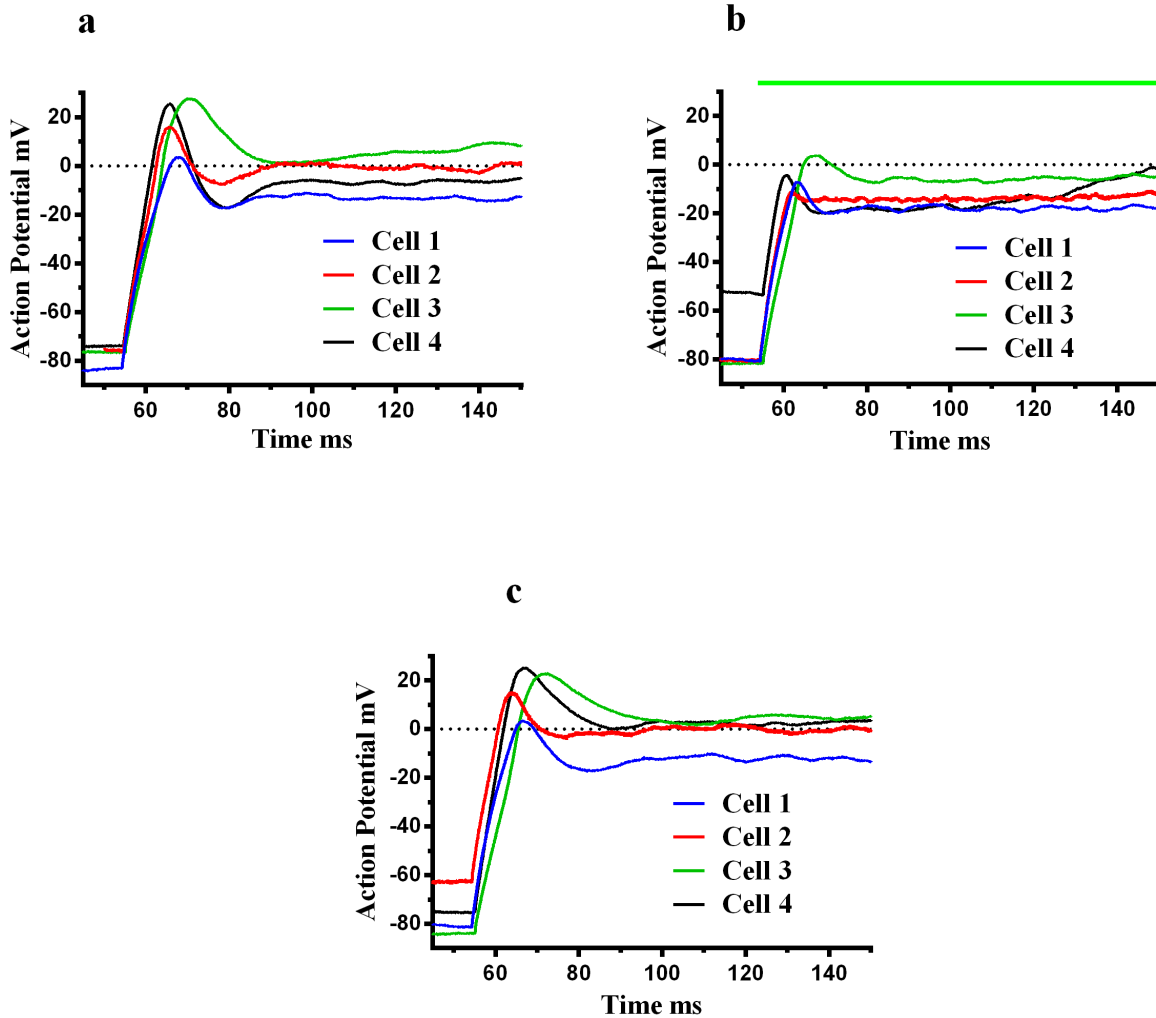 a
Action Potential mV
20
0
-20
-40
-60
-80
Cell 1
Cell 2
Cell 3
Cell 4
60 80 100 120 140
Time ms
b
Action Potential mV
20
0
-20
-40
-60
-80
Cell 1
Cell 2
Cell 3
Cell 4
60 80 100 120 140
Time ms
c
Action Potential mV
20
0
-20
-40
-60
-80
Cell 1
Cell 2
Cell 3
Cell 4
60 80 100 120 140
Time ms